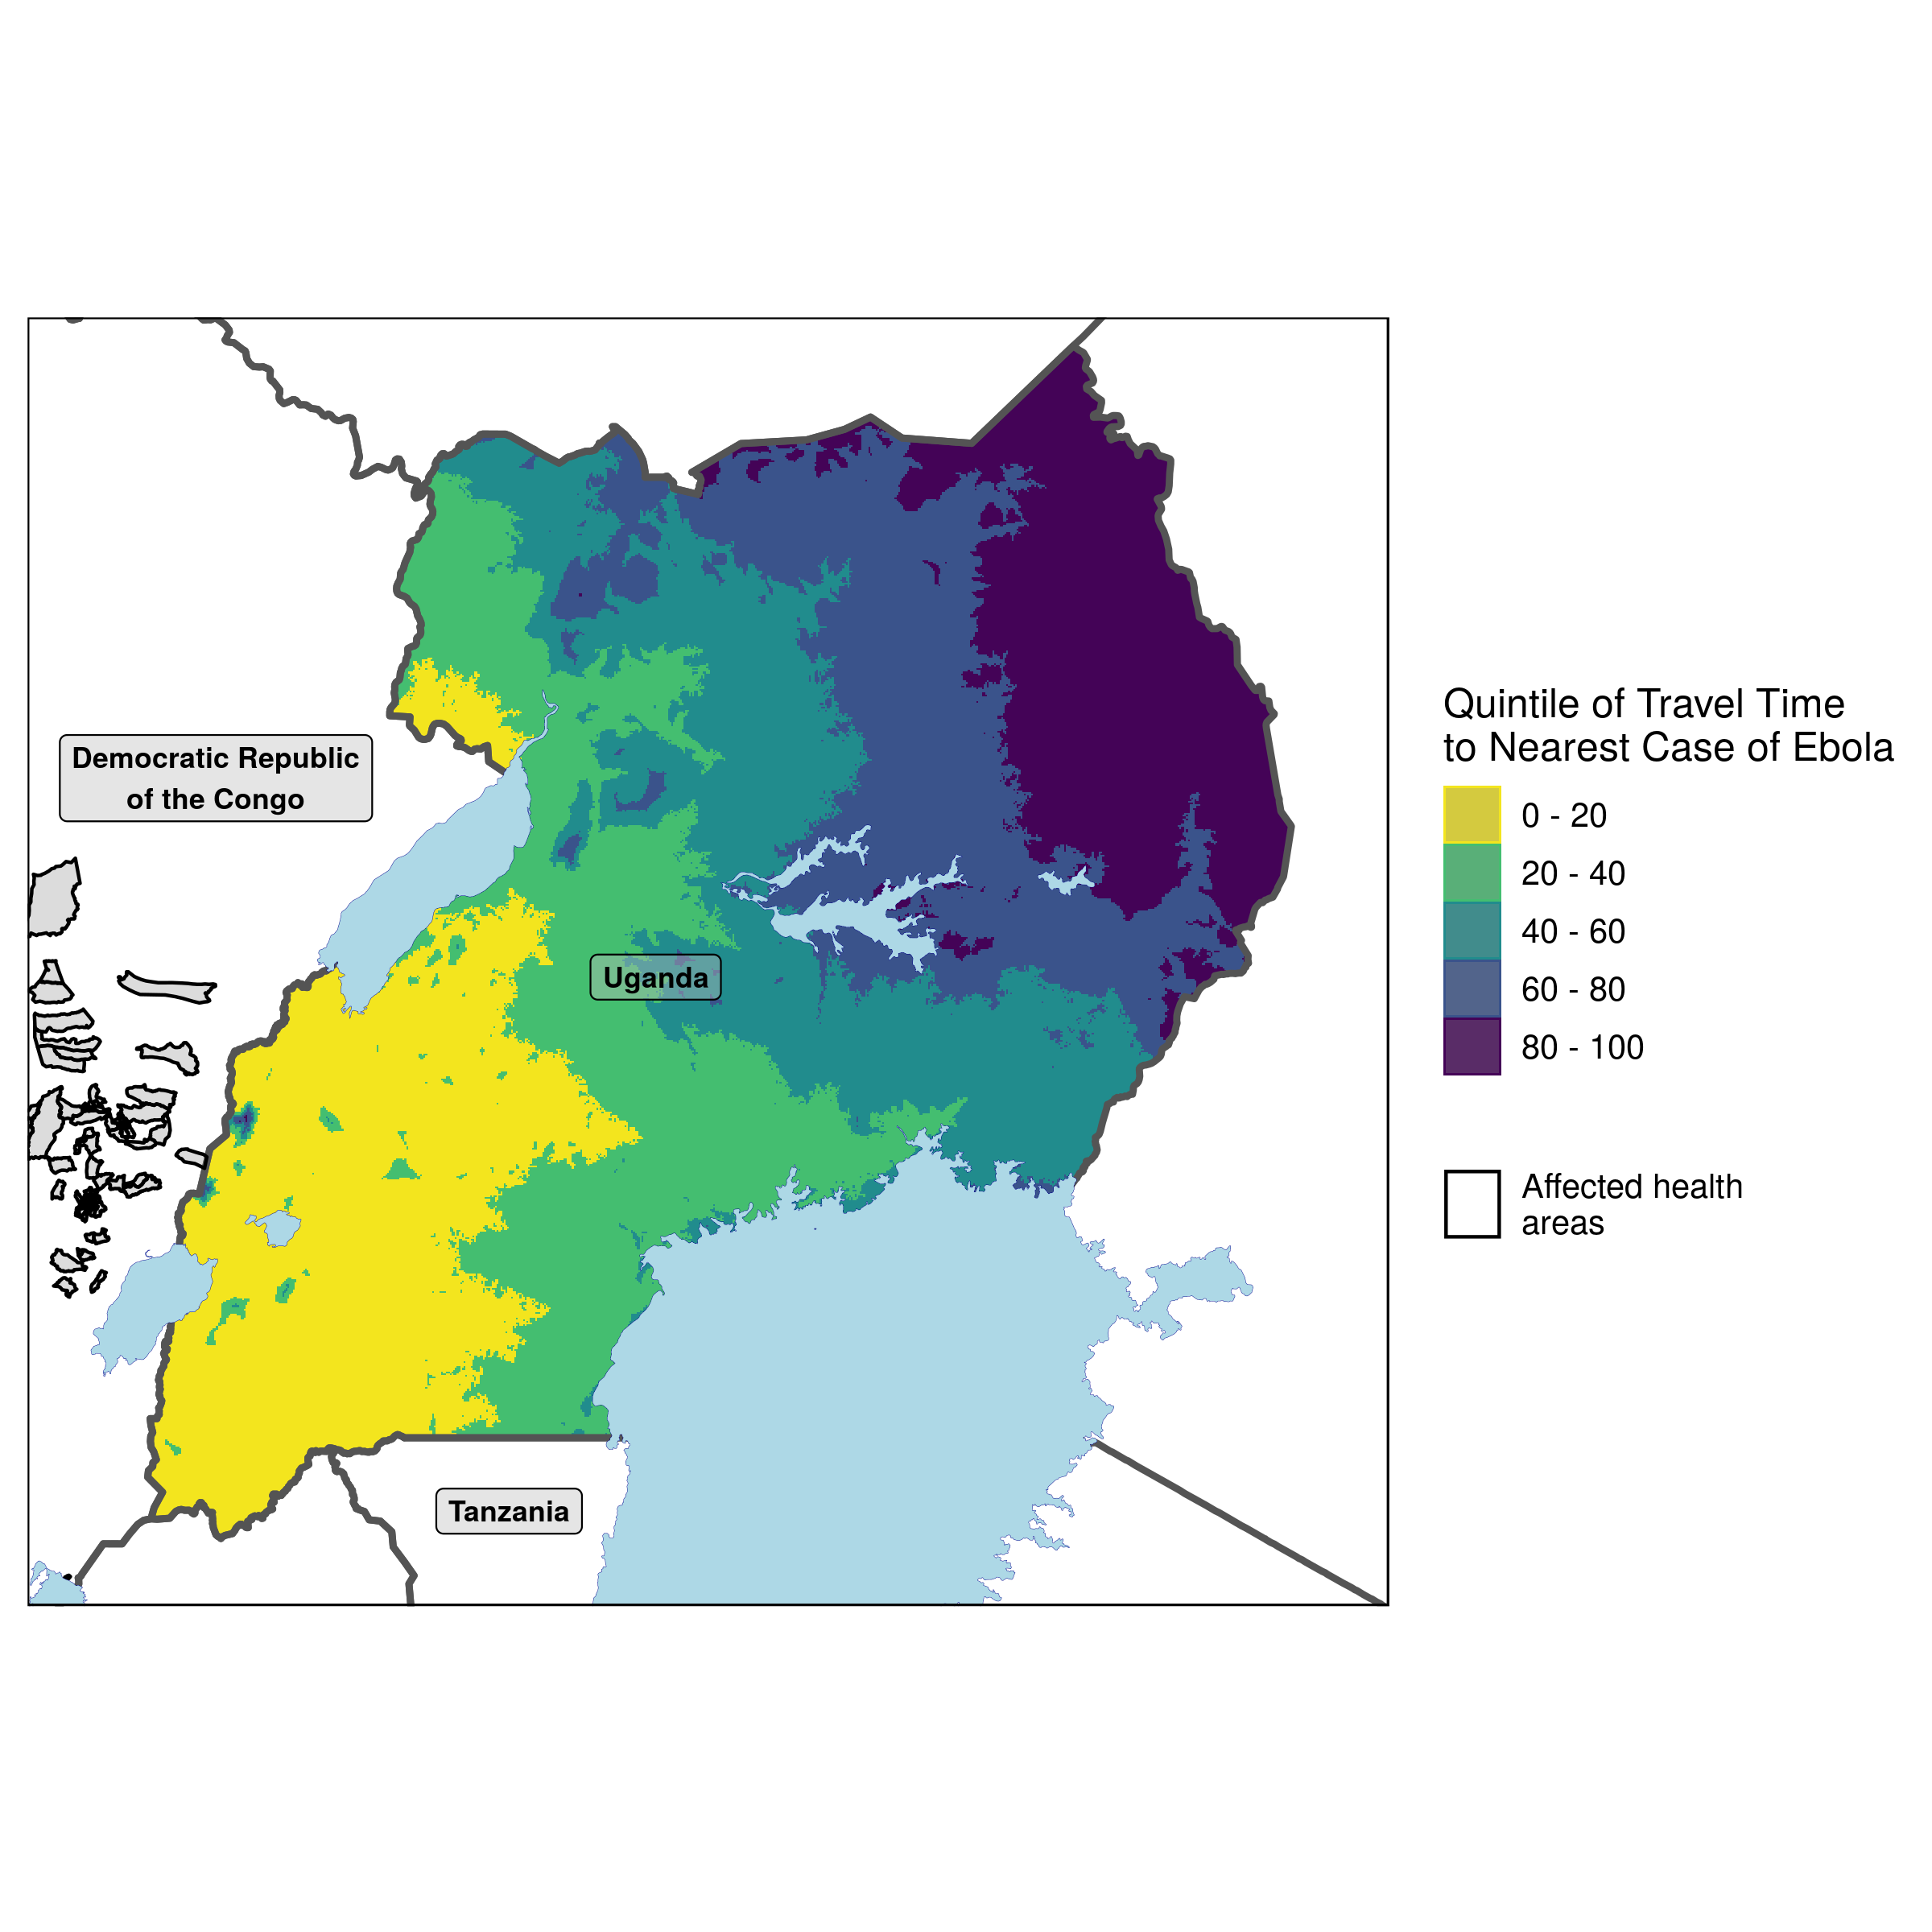 Democratic Republic
of the Congo
Uganda
Tanzania
Quintile of Travel Time
to Nearest Case of Ebola
0 - 20
20 - 40
40 - 60
60 - 80
80 - 100
Affected health
areas